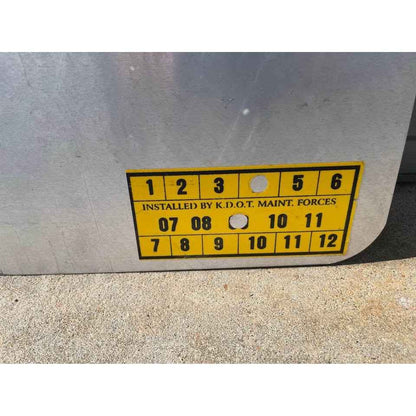 1 2 3 5 6
INSTALLED BY K.D.O.T. MAINT. FORCES
07 08 10 11
7 8 9 10 11 12